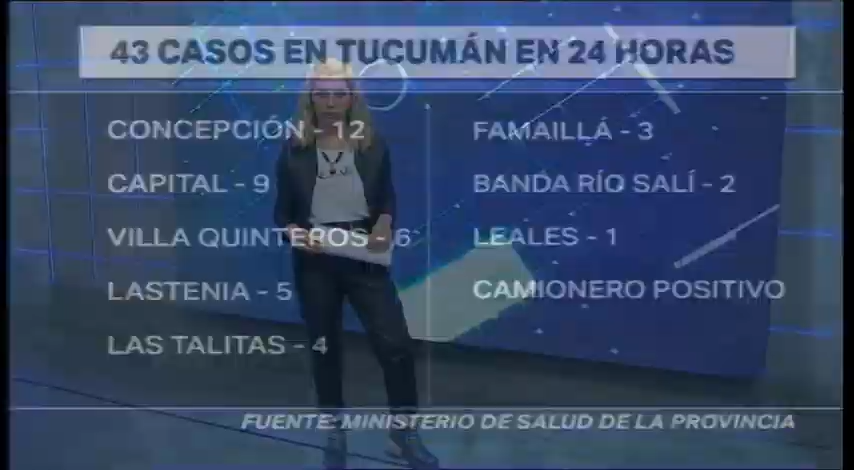 43 CASOS EN TUCUMÁN EN 24 HORAS
CONCEPCIÓN - 12
CAPITAL - 9
VILLA QUINTEROS - 6
LASTENIA - 5
LAS TALITAS - 4
FAMAILLÁ - 3
BANDA RÍO SALÍ - 2
LEALES - 1
CAMIONERO POSITIVO
FUENTE: MINISTERIO DE SALUD DE LA PROVINCIA